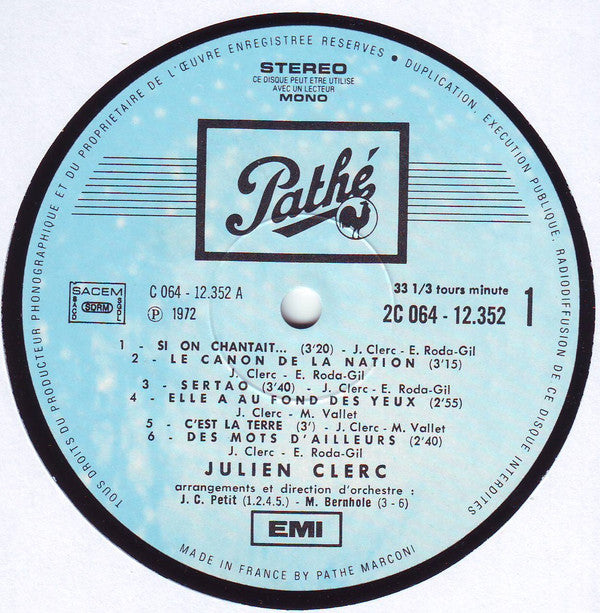 TOUS DROITS DU PRODUCTEUR PHONOGRAPHIQUE ET DU PROPRIETAIRE DE L'ŒUVRE ENREGISTREE RESERVES • DUPLICATION, EXECUTION PUBLIQUE, RADIODIFFUSION DE CE DISQUE INTERDITES
STEREO
CE DISQUE PEUT ETRE UTILISE
AVEC UN LECTEUR
MONO
Pathé
SACEM
SACD
SDRM
SGDL
C 064 - 12.352 A
Ⓟ 1972
33 1/3 tours minute
2C 064 - 12.352
1
1 - SI ON CHANTAIT... (3'20) - J. Clerc - E. Roda-Gil
2 - LE CANON DE LA NATION (3'15)
J. Clerc - E. Roda-Gil
3 - SERTAO (3'40) - J. Clerc - E. Roda-Gil
4 - ELLE A AU FOND DES YEUX (2'55)
J. Clerc - M. Vallet
5 - C'EST LA TERRE (3') - J. Clerc - M. Vallet
6 - DES MOTS D'AILLEURS (2'40)
J. Clerc - E. Roda-Gil
JULIEN CLERC
arrangements et direction d'orchestre :
J. C. Petit (1.2.4.5.) - M. Bernhole (3 - 6)
EMI
MADE IN FRANCE BY PATHE MARCONI